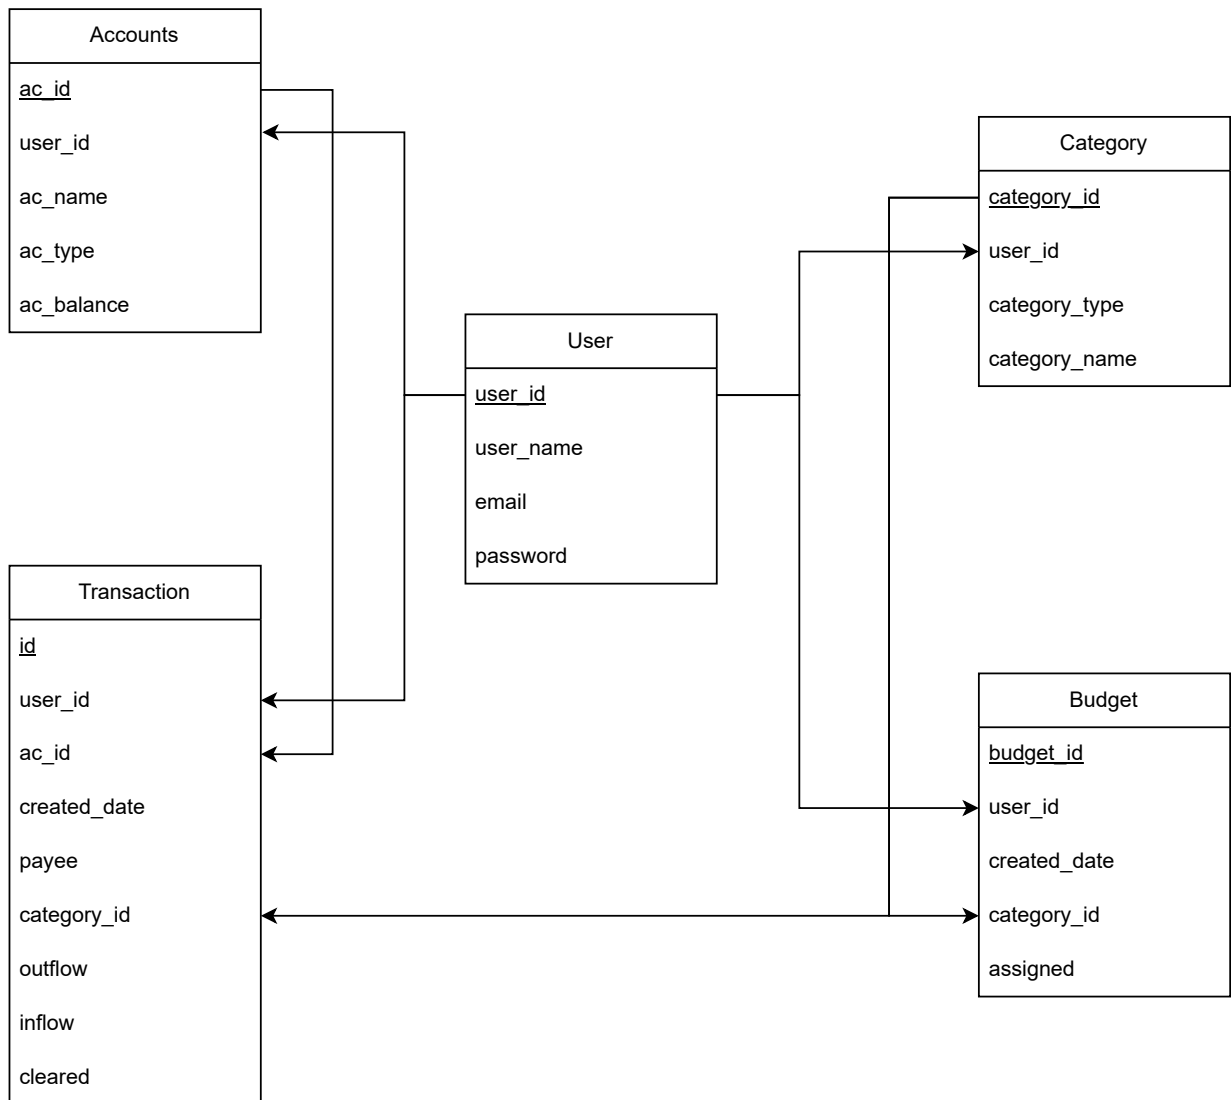 Accounts
ac_id
user_id
ac_name
ac_type
ac_balance
Category
category_id
user_id
category_type
category_name
User
user_id
user_name
email
password
Transaction
id
user_id
ac_id
created_date
payee
category_id
outflow
inflow
cleared
Budget
budget_id
user_id
created_date
category_id
assigned